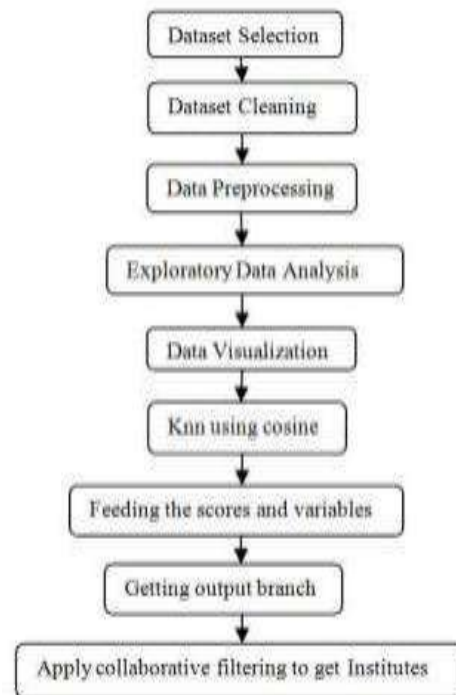 Dataset Selection
Dataset Cleaning
Data Preprocessing
Exploratory Data Analysis
Data Visualization
Knn using cosine
Feeding the scores and variables
Getting output branch
Apply collaborative filtering to get Institutes